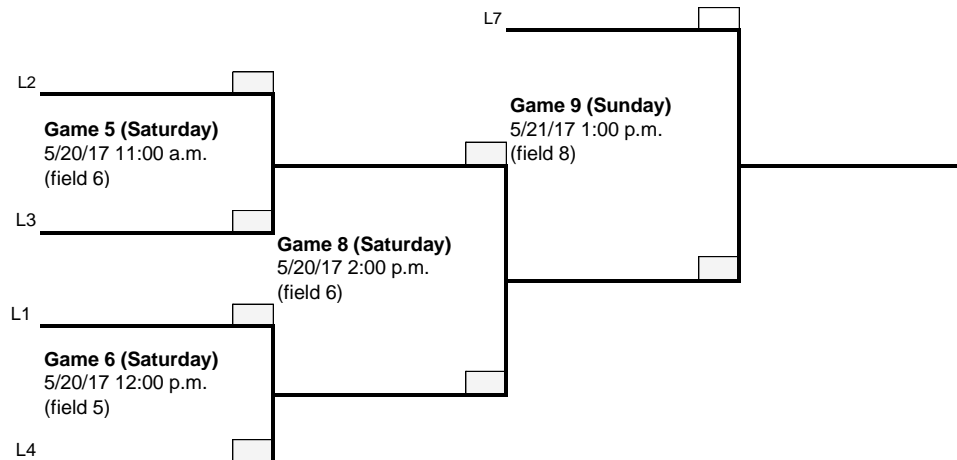 L7
L2
Game 9 (Sunday)
5/21/17 1:00 p.m.
(field 8)
Game 5 (Saturday)
5/20/17 11:00 a.m.
(field 6)
L3
Game 8 (Saturday)
5/20/17 2:00 p.m.
(field 6)
L1
Game 6 (Saturday)
5/20/17 12:00 p.m.
(field 5)
L4